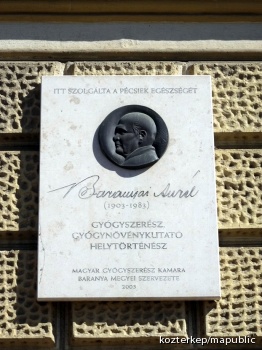 ITT SZOLGÁLTA A PÉCSIEK EGÉSZSÉGÉT
Baranyai Aurél
(1903-1983)
GYÓGYSZERÉSZ,
GYÓGYNÖVÉNYKUTATÓ
HELYTÖRTÉNÉSZ
MAGYAR GYÓGYSZERÉSZ KAMARA
BARANYA MEGYEI SZERVEZETE
2003
kozterkep/mapublic